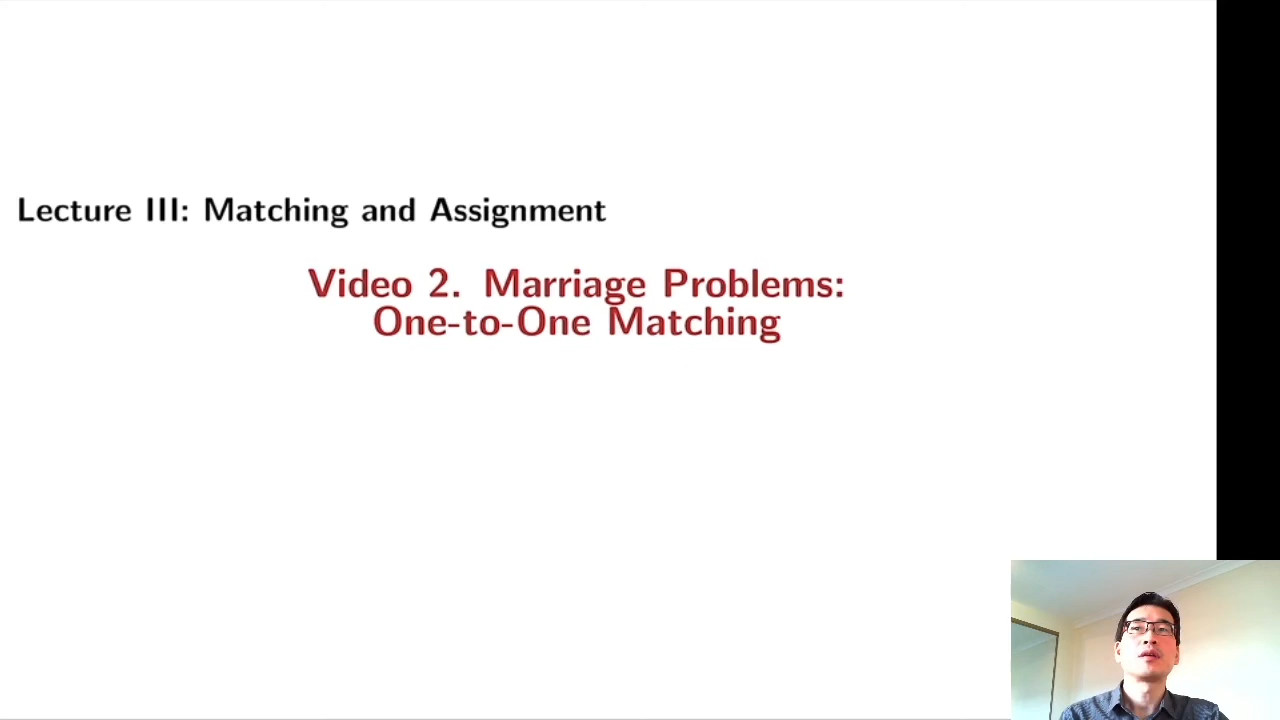 Lecture III: Matching and Assignment
Video 2. Marriage Problems:
One-to-One Matching